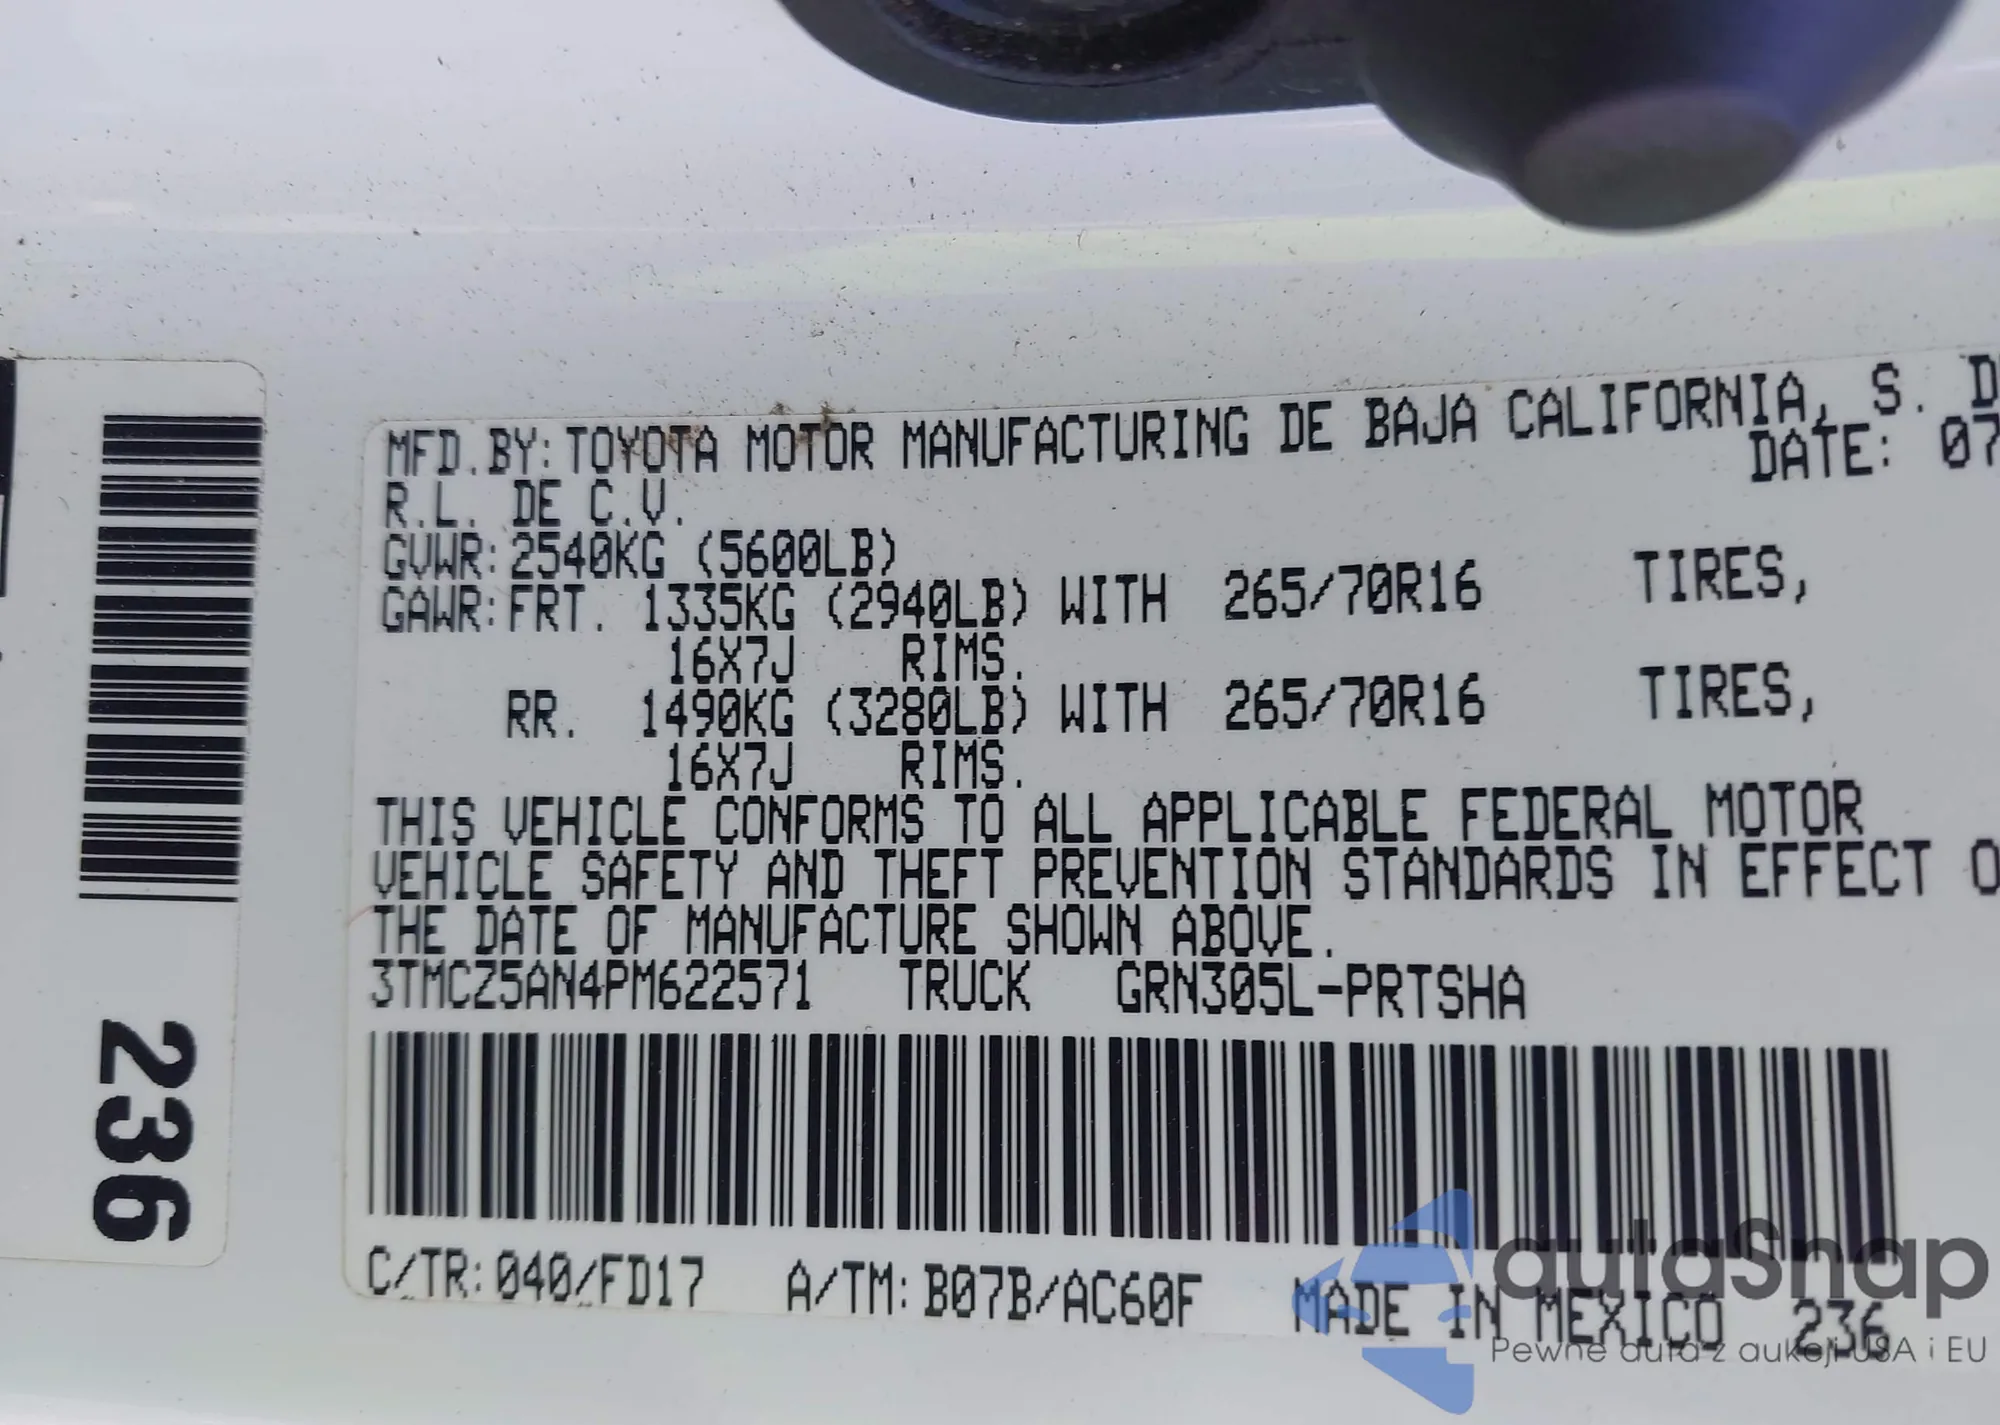 MFD.BY:TOYOTA MOTOR MANUFACTURING DE BAJA CALIFORNIA, S. D
R.L. DE C.V. DATE: 07
GVWR:2540KG (5600LB)
GAWR:FRT. 1335KG (2940LB) WITH 265/70R16 TIRES,
16X7J RIMS.
RR. 1490KG (3280LB) WITH 265/70R16 TIRES,
16X7J RIMS.
THIS VEHICLE CONFORMS TO ALL APPLICABLE FEDERAL MOTOR
VEHICLE SAFETY AND THEFT PREVENTION STANDARDS IN EFFECT O
THE DATE OF MANUFACTURE SHOWN ABOVE.
3TMCZ5AN4PM622571 TRUCK GRN305L-PRTSHA
C/TR:040/FD17 A/TM:B07B/AC60F MADE IN MEXICO 236
236
autaSnap
Pewne auta z aukcji USA i EU